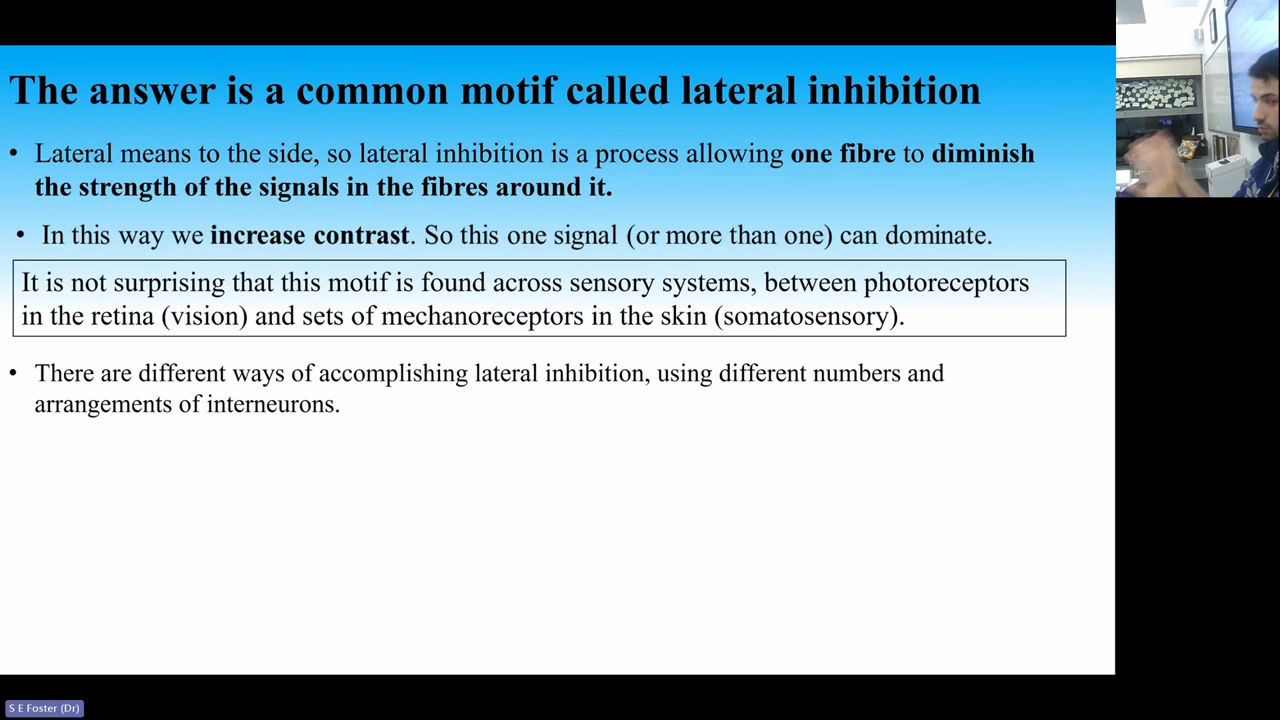 The answer is a common motif called lateral inhibition
• Lateral means to the side, so lateral inhibition is a process allowing one fibre to diminish
the strength of the signals in the fibres around it.
• In this way we increase contrast. So this one signal (or more than one) can dominate.
It is not surprising that this motif is found across sensory systems, between photoreceptors
in the retina (vision) and sets of mechanoreceptors in the skin (somatosensory).
• There are different ways of accomplishing lateral inhibition, using different numbers and
arrangements of interneurons.
S E Foster (Dr)